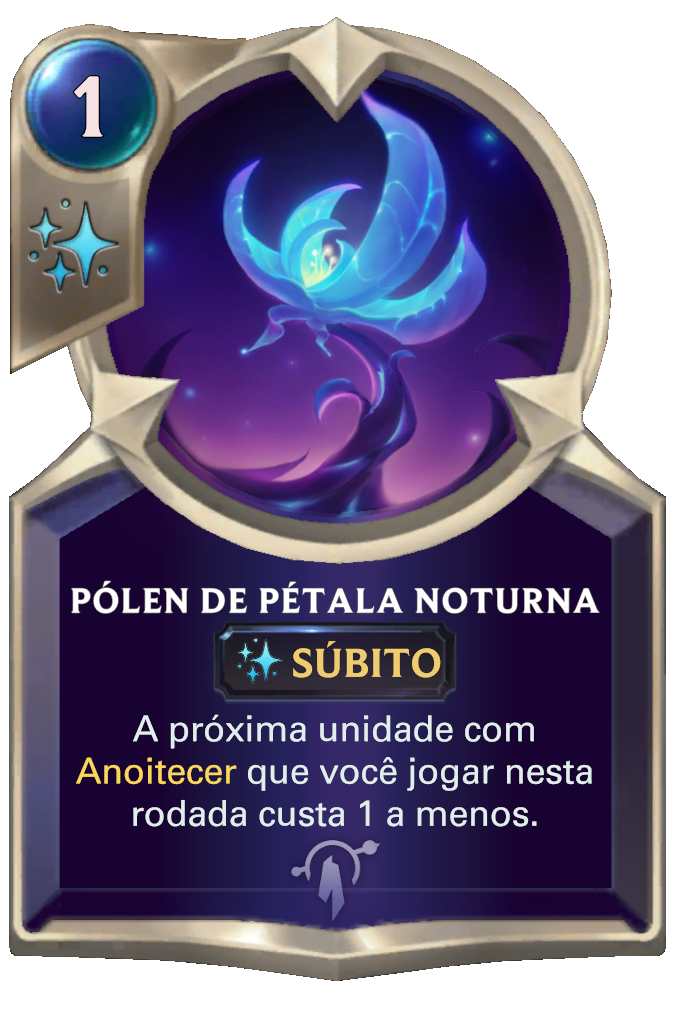 1
PÓLEN DE PÉTALA NOTURNA
SÚBITO
A próxima unidade com
Anoitecer que você jogar nesta
rodada custa 1 a menos.